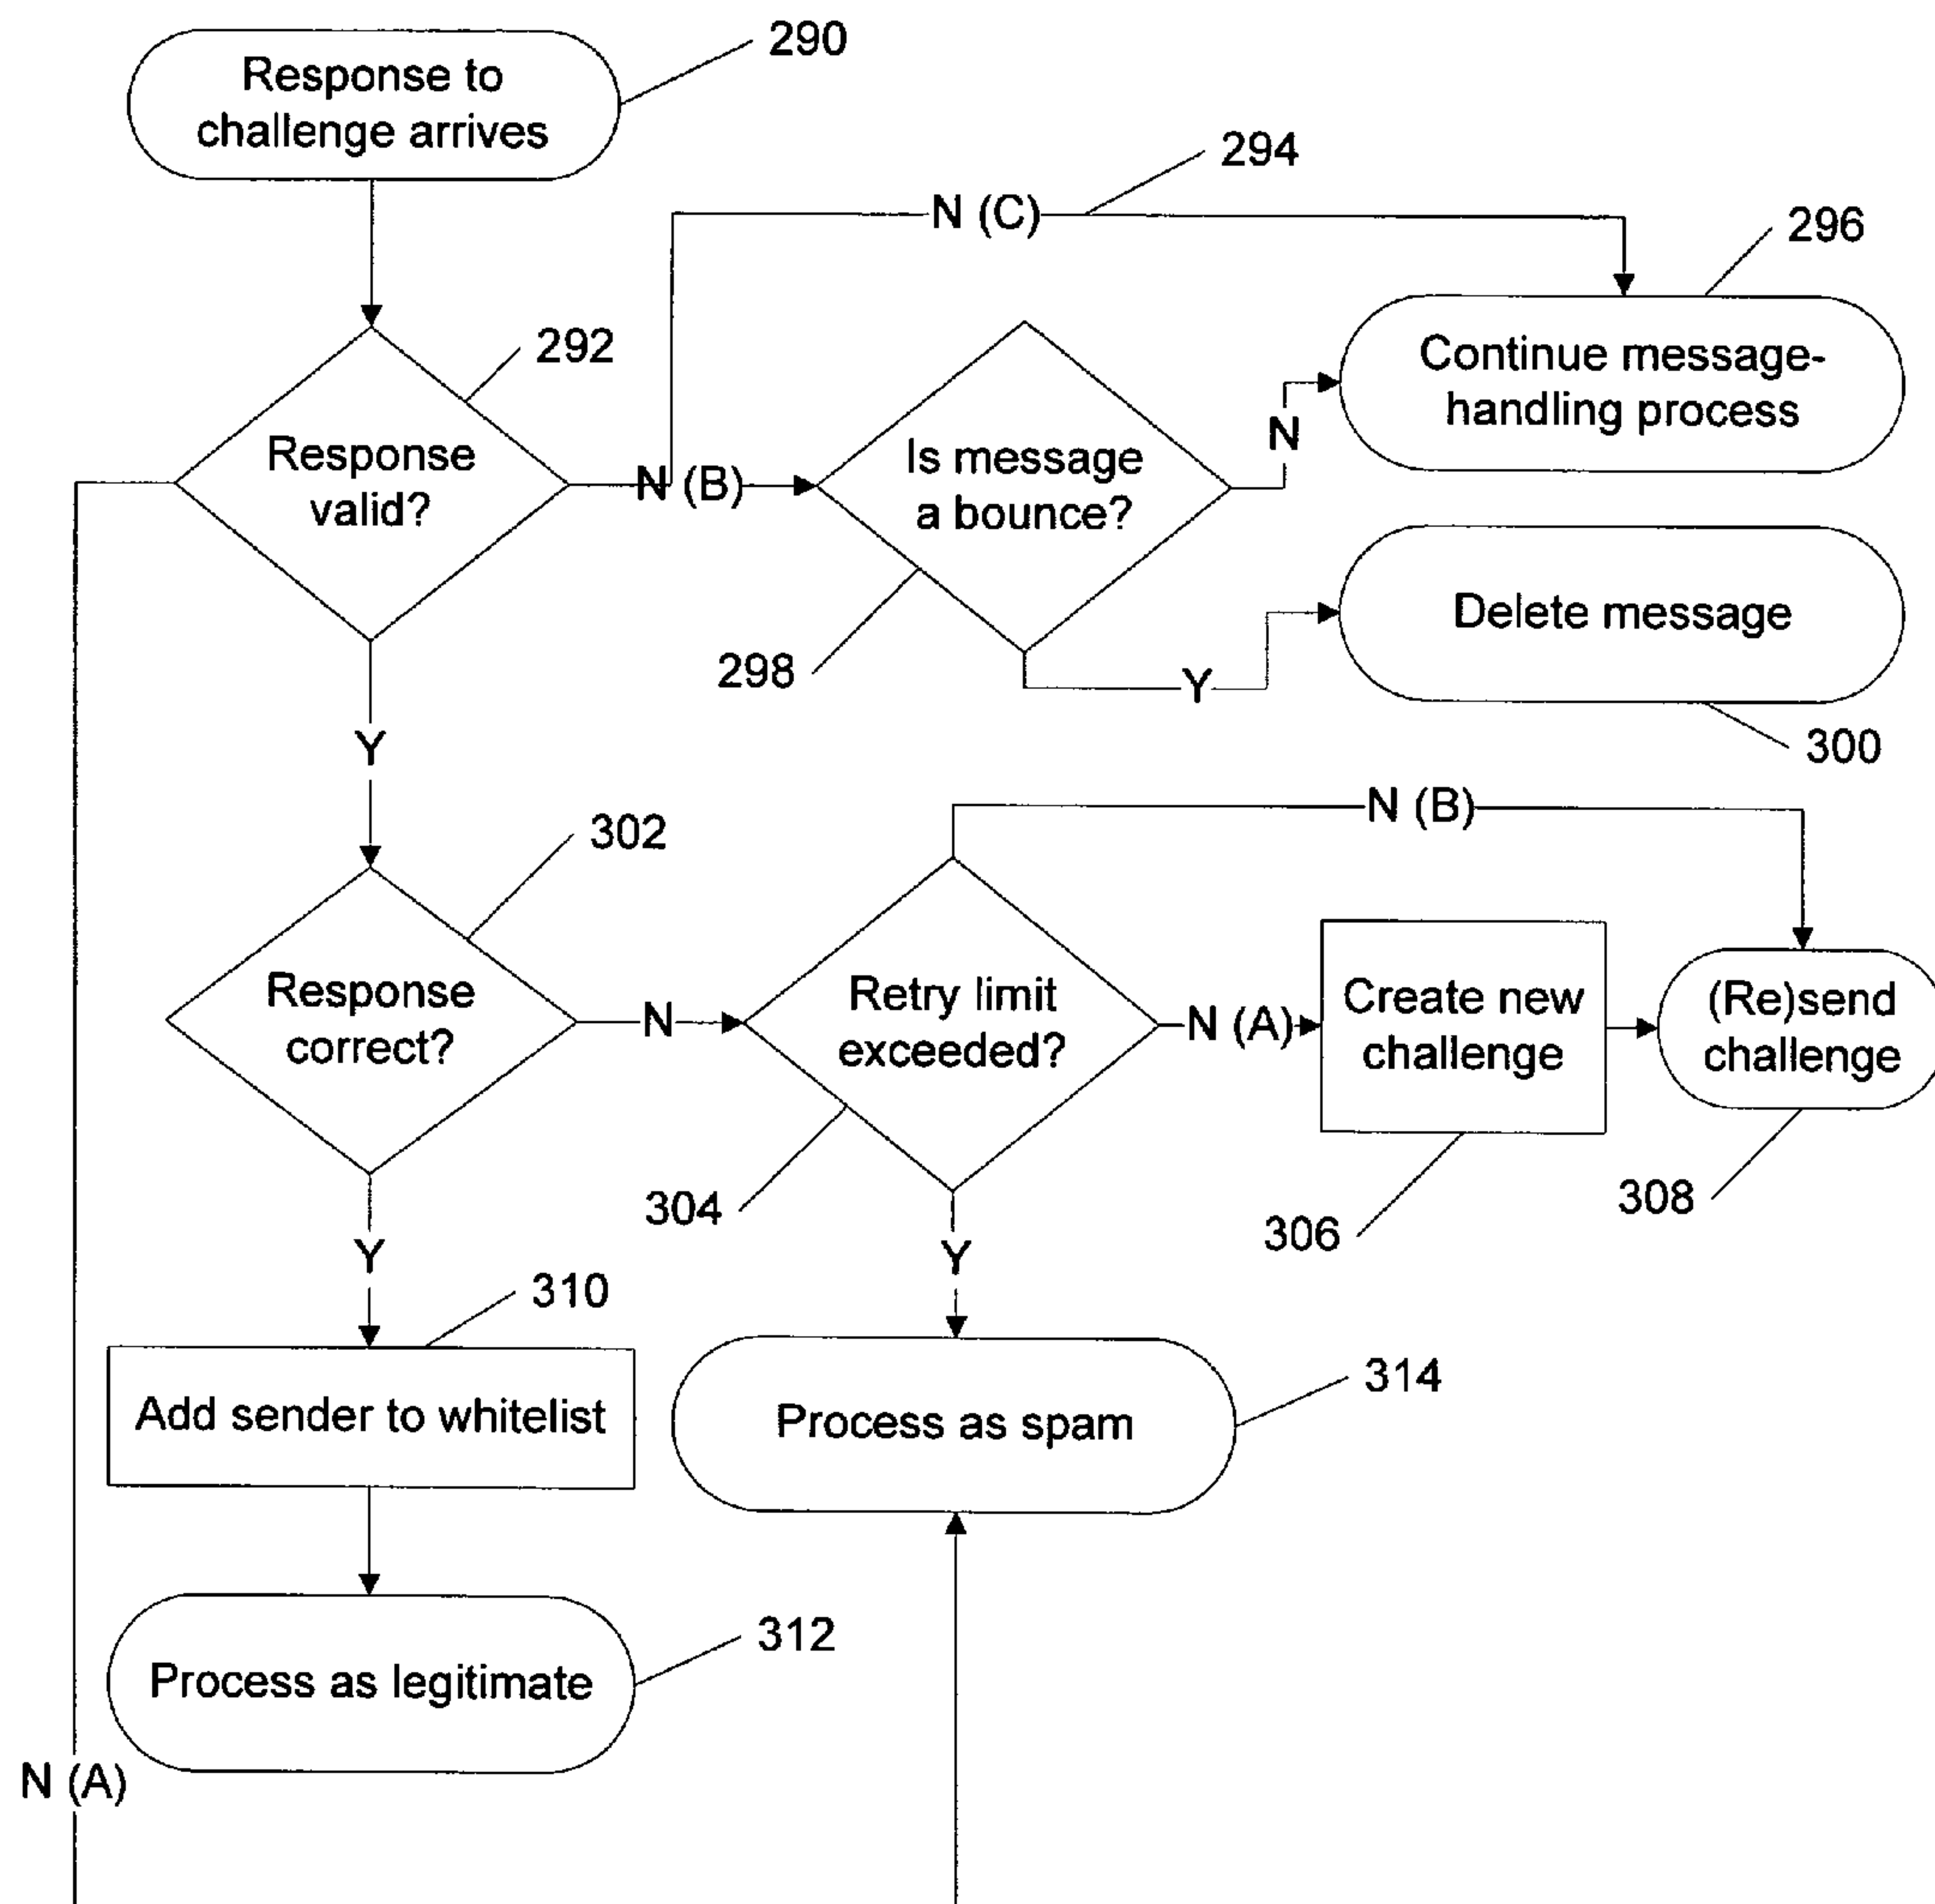 290
Response to
challenge arrives
294
N (C)
296
292
Continue message-
handling process
Response
valid?
N (B)
Is message
a bounce?
N
Delete message
298
Y
300
Y
N (B)
302
Response
correct?
N
Retry limit
exceeded?
N (A)
Create new
challenge
(Re)send
challenge
304
306
308
Y
Y
310
314
Add sender to whitelist
Process as spam
312
Process as legitimate
N (A)